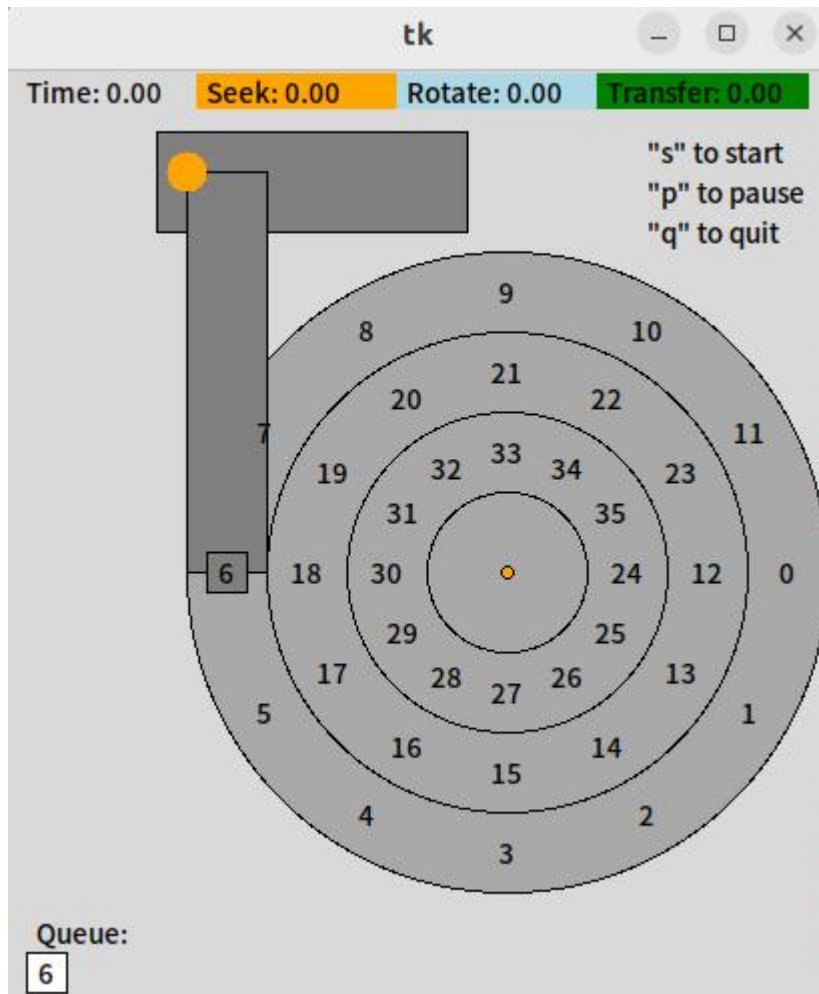 tk
Time: 0.00 Seek: 0.00 Rotate: 0.00 Transfer: 0.00
"s" to start
"p" to pause
"q" to quit
9
8 10
21
20 22
7 11
33
32 34
19 23
31 35
6 18 30 24 12 0
29 25
17 13
28 26
27
5 1
16 14
15
4 2
3
Queue:
6